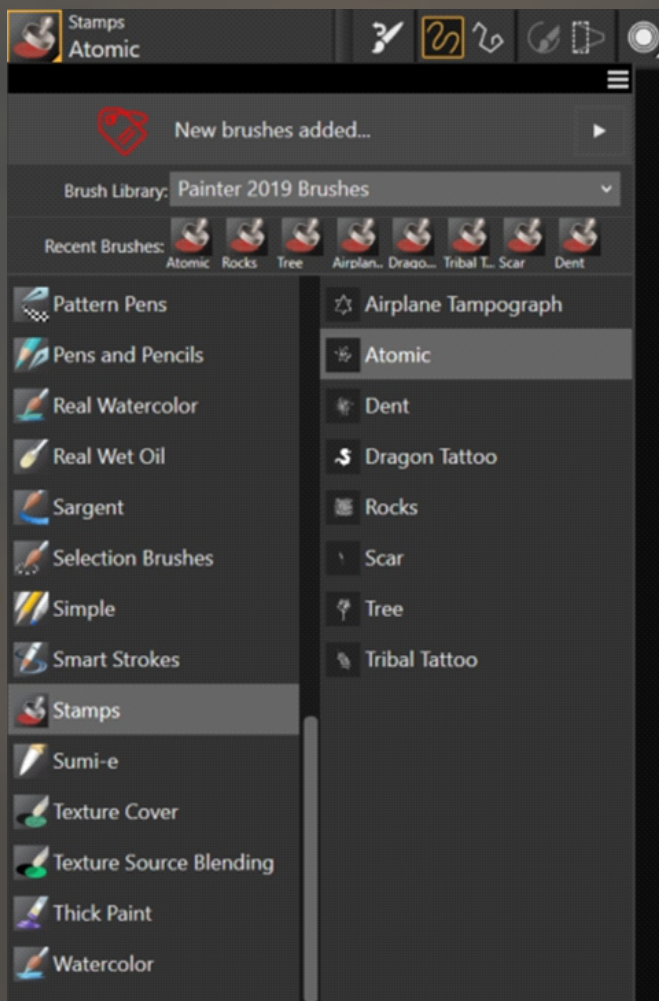 Stamps
Atomic
New brushes added...
Brush Library: Painter 2019 Brushes
Recent Brushes:
Atomic Rocks Tree Airplan... Drago... Tribal T... Scar Dent
Pattern Pens
Pens and Pencils
Real Watercolor
Real Wet Oil
Sargent
Selection Brushes
Simple
Smart Strokes
Stamps
Sumi-e
Texture Cover
Texture Source Blending
Thick Paint
Watercolor
Airplane Tampograph
Atomic
Dent
Dragon Tattoo
Rocks
Scar
Tree
Tribal Tattoo